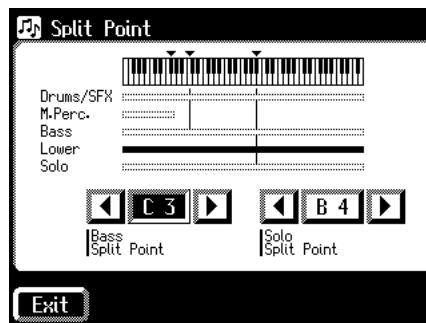 Split Point
Drums/SFX
M.Perc.
Bass
Lower
Solo
C 3
B 4
Bass
Split Point
Solo
Split Point
Exit